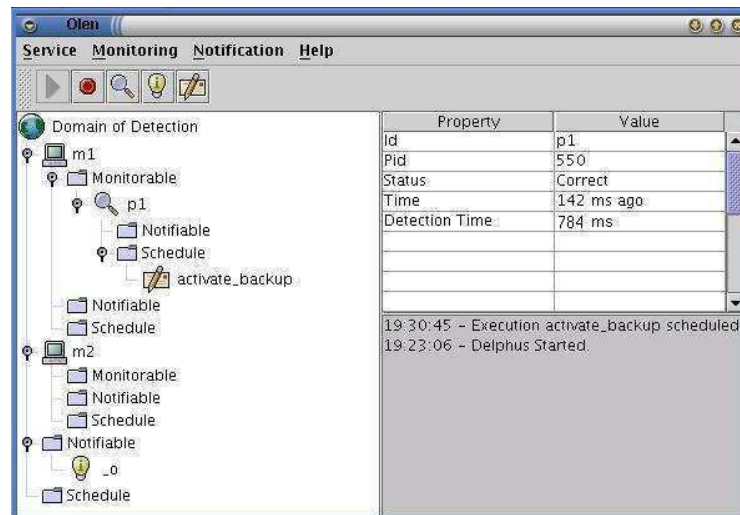 Olen
Service Monitoring Notification Help
Domain of Detection
m1
Monitorable
p1
Notifiable
Schedule
activate_backup
Notifiable
Schedule
m2
Monitorable
Notifiable
Schedule
Notifiable
_o
Schedule
Property Value
Id p1
Pid 550
Status Correct
Time 142 ms ago
Detection Time 784 ms
19:30:45 – Execution activate_backup scheduled
19:23:06 – Delphus Started.